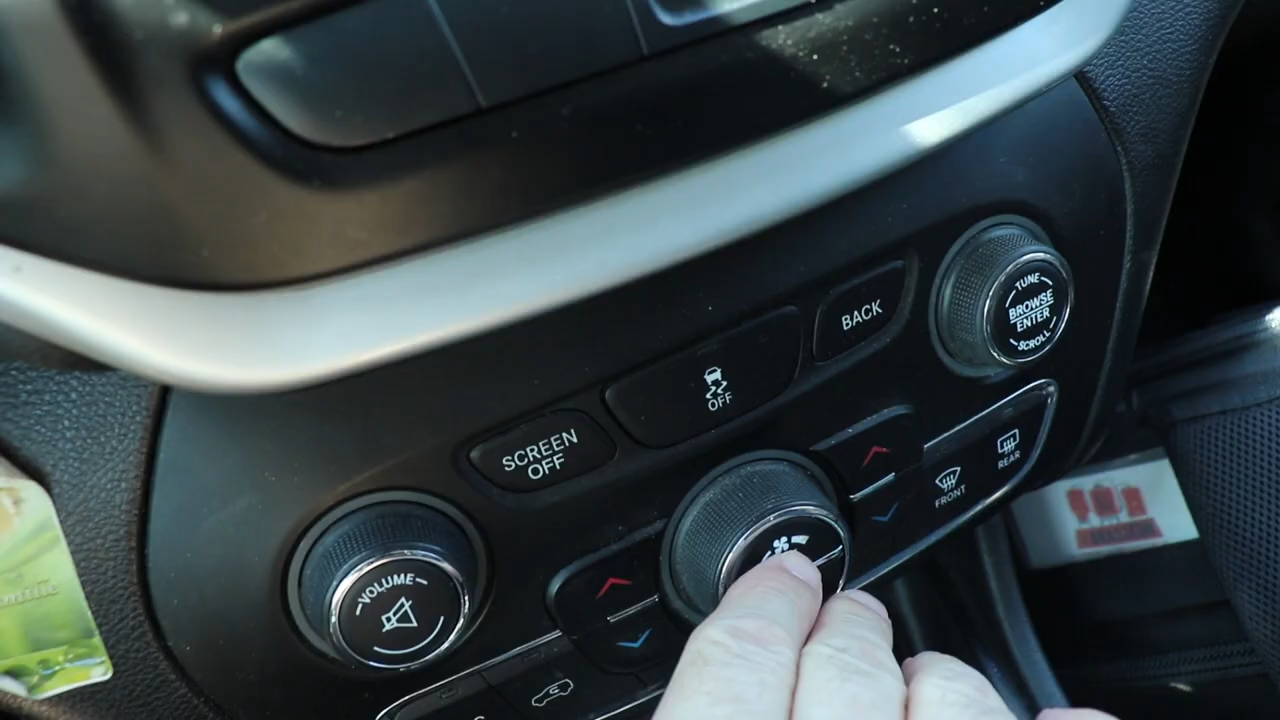 TUNE
BROWSE
ENTER
SCROLL
BACK
OFF
SCREEN
OFF
REAR
FRONT
VOLUME